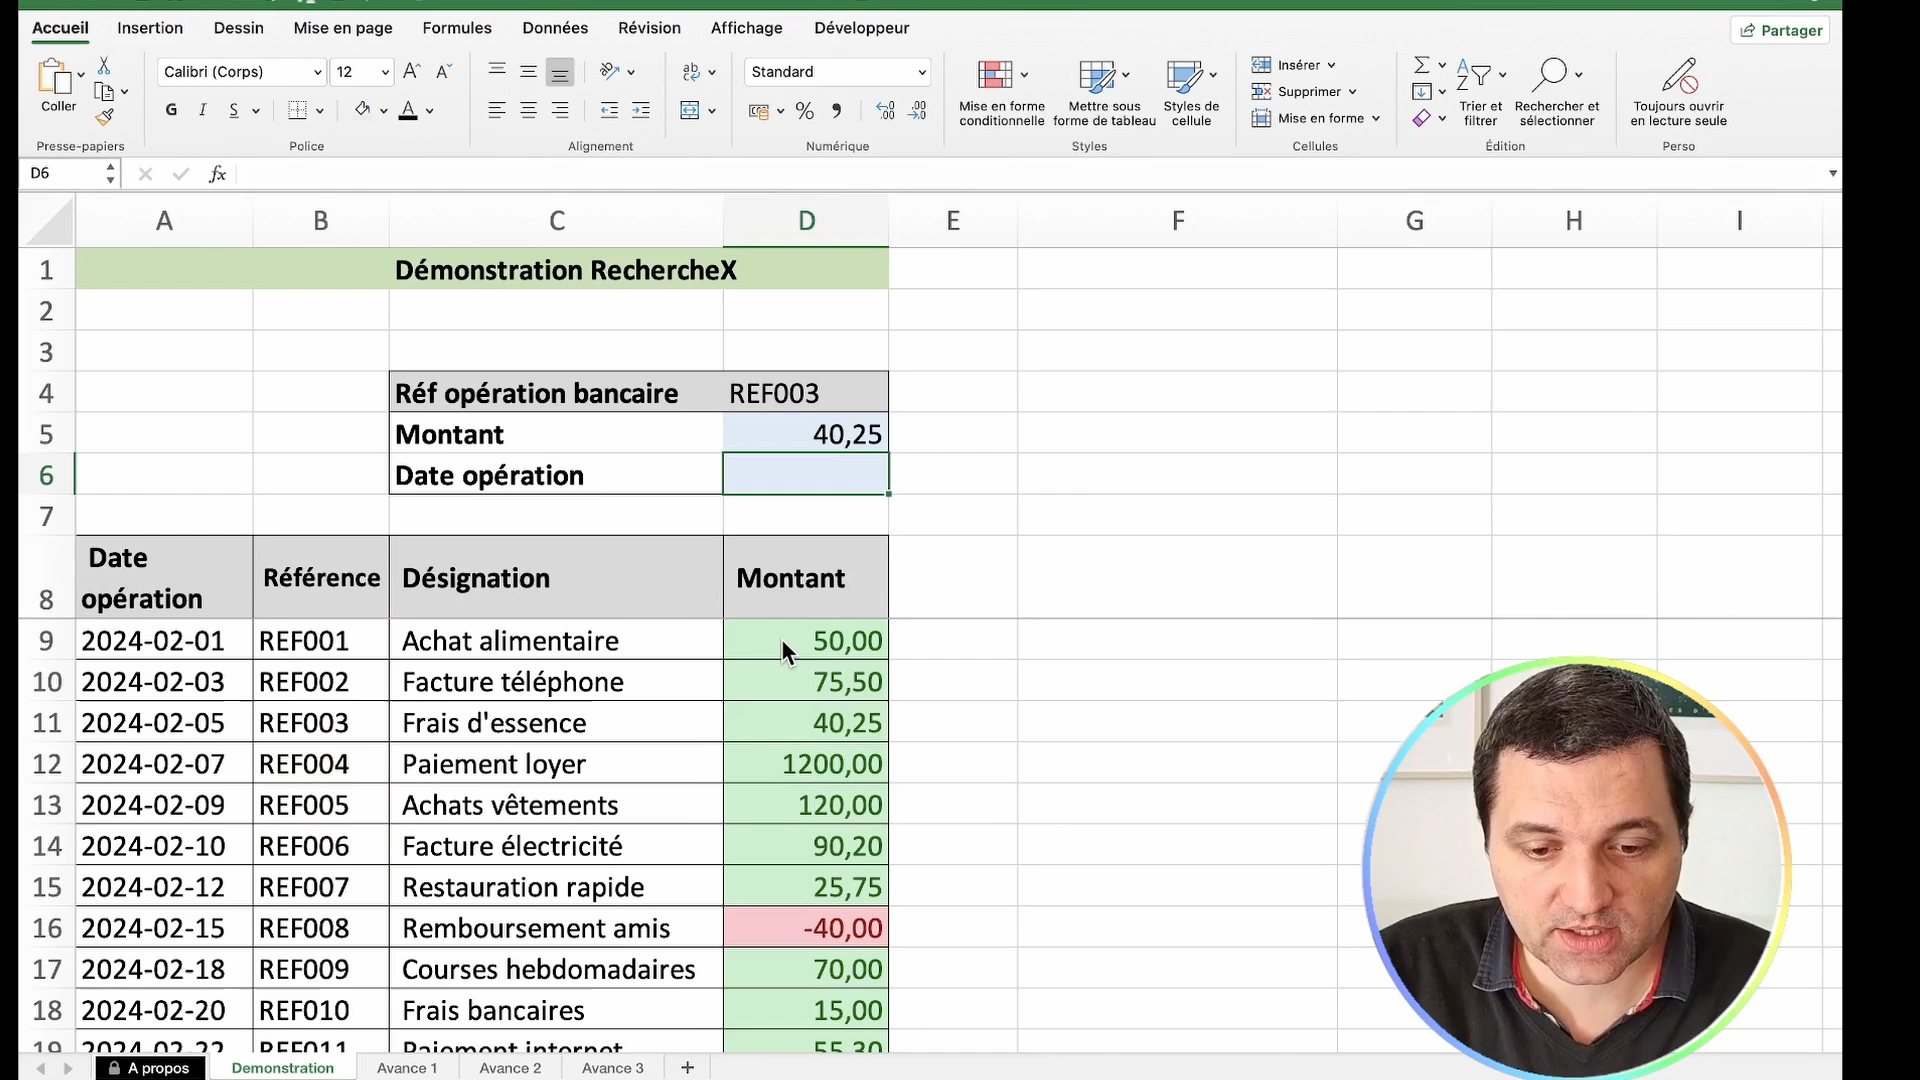 Accueil Insertion Dessin Mise en page Formules Données Révision Affichage Développeur Partager
Calibri (Corps) 12 Standard Insérer
Coller G I S A Supprimer
Mise en forme conditionnelle
Mettre sous forme de tableau
Styles de cellule
Mise en forme
Trier et filtrer
Rechercher et sélectionner
Toujours ouvrir en lecture seule
Presse-papiers Police Alignement Numérique Styles Cellules Édition Perso
D6 fx
A B C D E F G H I
1 Démonstration RechercheX
2
3
4 Réf opération bancaire REF003
5 Montant 40,25
6 Date opération
7
8 Date opération Référence Désignation Montant
9 2024-02-01 REF001 Achat alimentaire 50,00
10 2024-02-03 REF002 Facture téléphone 75,50
11 2024-02-05 REF003 Frais d'essence 40,25
12 2024-02-07 REF004 Paiement loyer 1200,00
13 2024-02-09 REF005 Achats vêtements 120,00
14 2024-02-10 REF006 Facture électricité 90,20
15 2024-02-12 REF007 Restauration rapide 25,75
16 2024-02-15 REF008 Remboursement amis -40,00
17 2024-02-18 REF009 Courses hebdomadaires 70,00
18 2024-02-20 REF010 Frais bancaires 15,00
19 2024-02-22 REF011 Paiement internet 55,30
A propos Demonstration Avance 1 Avance 2 Avance 3 +